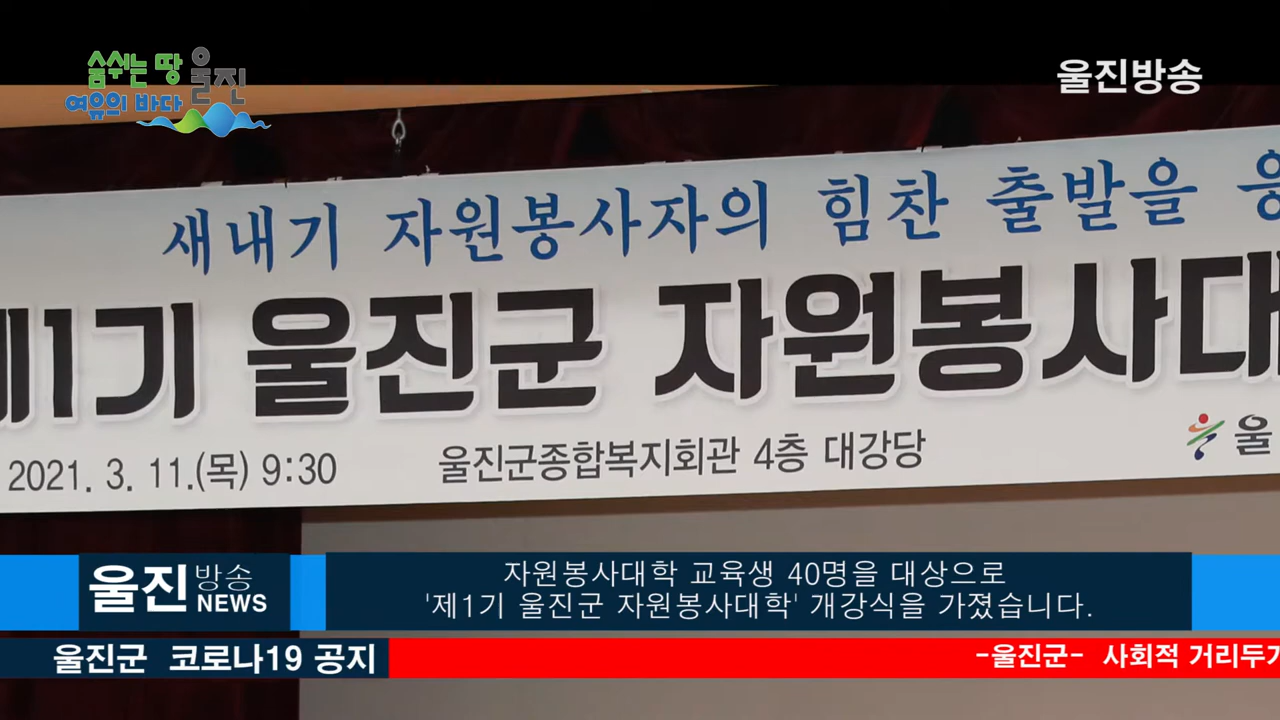 숨쉬는 땅
여유의 바다
울진
울진방송
새내기 자원봉사자의 힘찬 출발을
제1기 울진군 자원봉사대
2021. 3. 11.(목) 9:30
울진군종합복지회관 4층 대강당
울
울진 방송 NEWS
자원봉사대학 교육생 40명을 대상으로
'제1기 울진군 자원봉사대학' 개강식을 가졌습니다.
울진군 코로나19 공지
-울진군- 사회적 거리두기